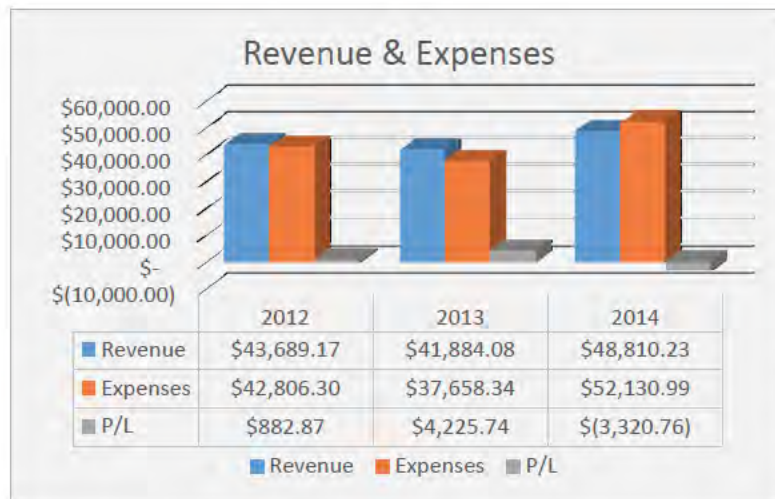 Revenue & Expenses
$60,000.00
$50,000.00
$40,000.00
$30,000.00
$20,000.00
$10,000.00
$-
$(10,000.00)
2012 2013 2014
Revenue $43,689.17 $41,884.08 $48,810.23
Expenses $42,806.30 $37,658.34 $52,130.99
P/L $882.87 $4,225.74 $(3,320.76)
Revenue Expenses P/L